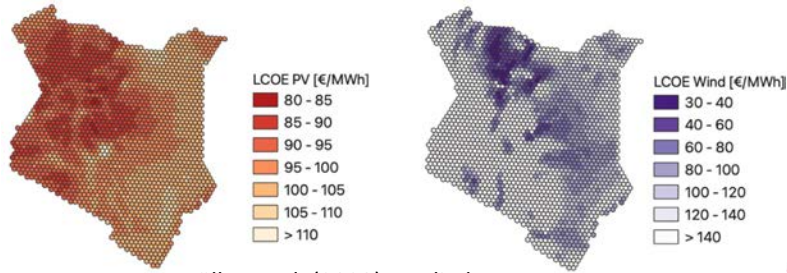 LCOE PV [€/MWh]
80 - 85
85 - 90
90 - 95
95 - 100
100 - 105
105 - 110
> 110
LCOE Wind [€/MWh]
30 - 40
40 - 60
60 - 80
80 - 100
100 - 120
120 - 140
> 140